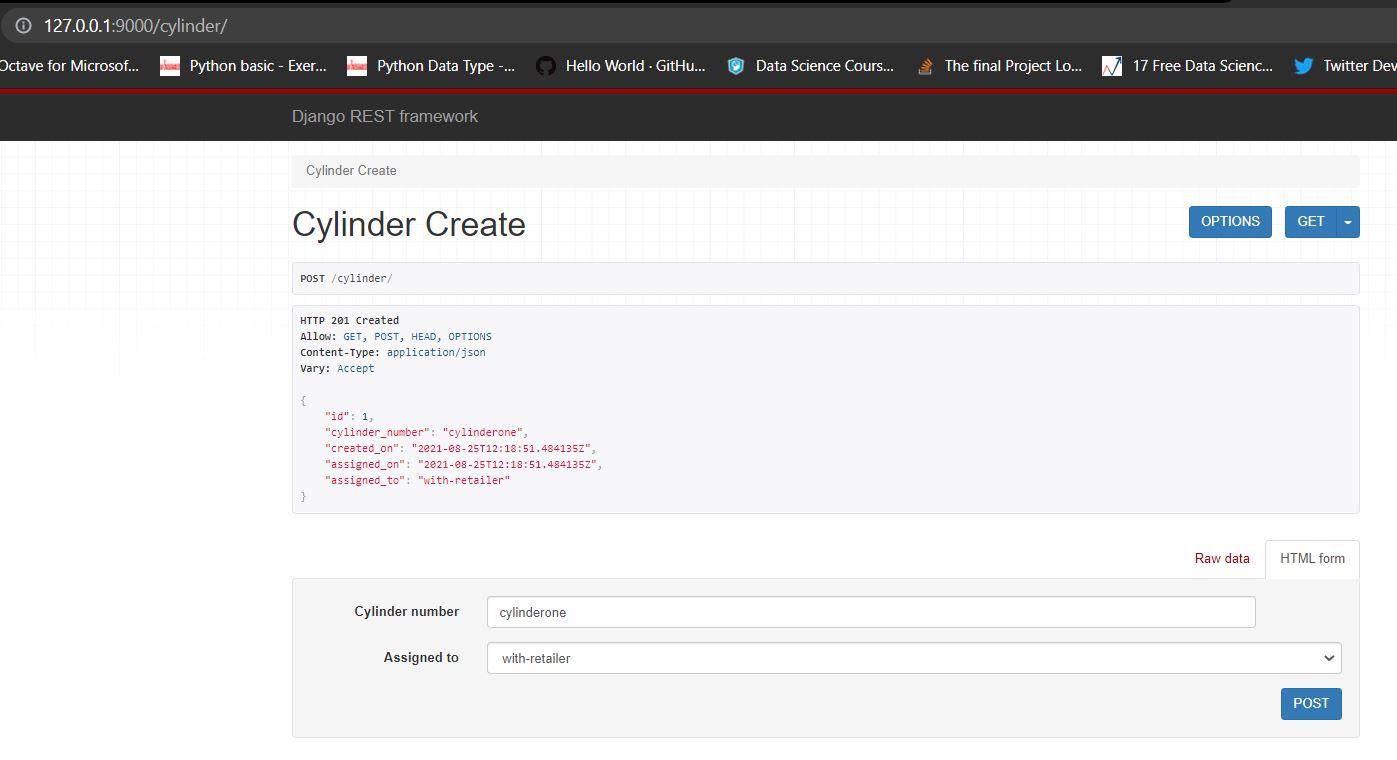 127.0.0.1:9000/cylinder/
Octave for Microsof... Python basic - Exer... Python Data Type -... Hello World · GitHu... Data Science Cours... The final Project Lo... 17 Free Data Scienc... Twitter Dev
Django REST framework
Cylinder Create
Cylinder Create OPTIONS GET
POST /cylinder/
HTTP 201 Created
Allow: GET, POST, HEAD, OPTIONS
Content-Type: application/json
Vary: Accept
{
"id": 1,
"cylinder_number": "cylinderone",
"created_on": "2021-08-25T12:18:51.484135Z",
"assigned_on": "2021-08-25T12:18:51.484135Z",
"assigned_to": "with-retailer"
}
Raw data HTML form
Cylinder number cylinderone
Assigned to with-retailer
POST